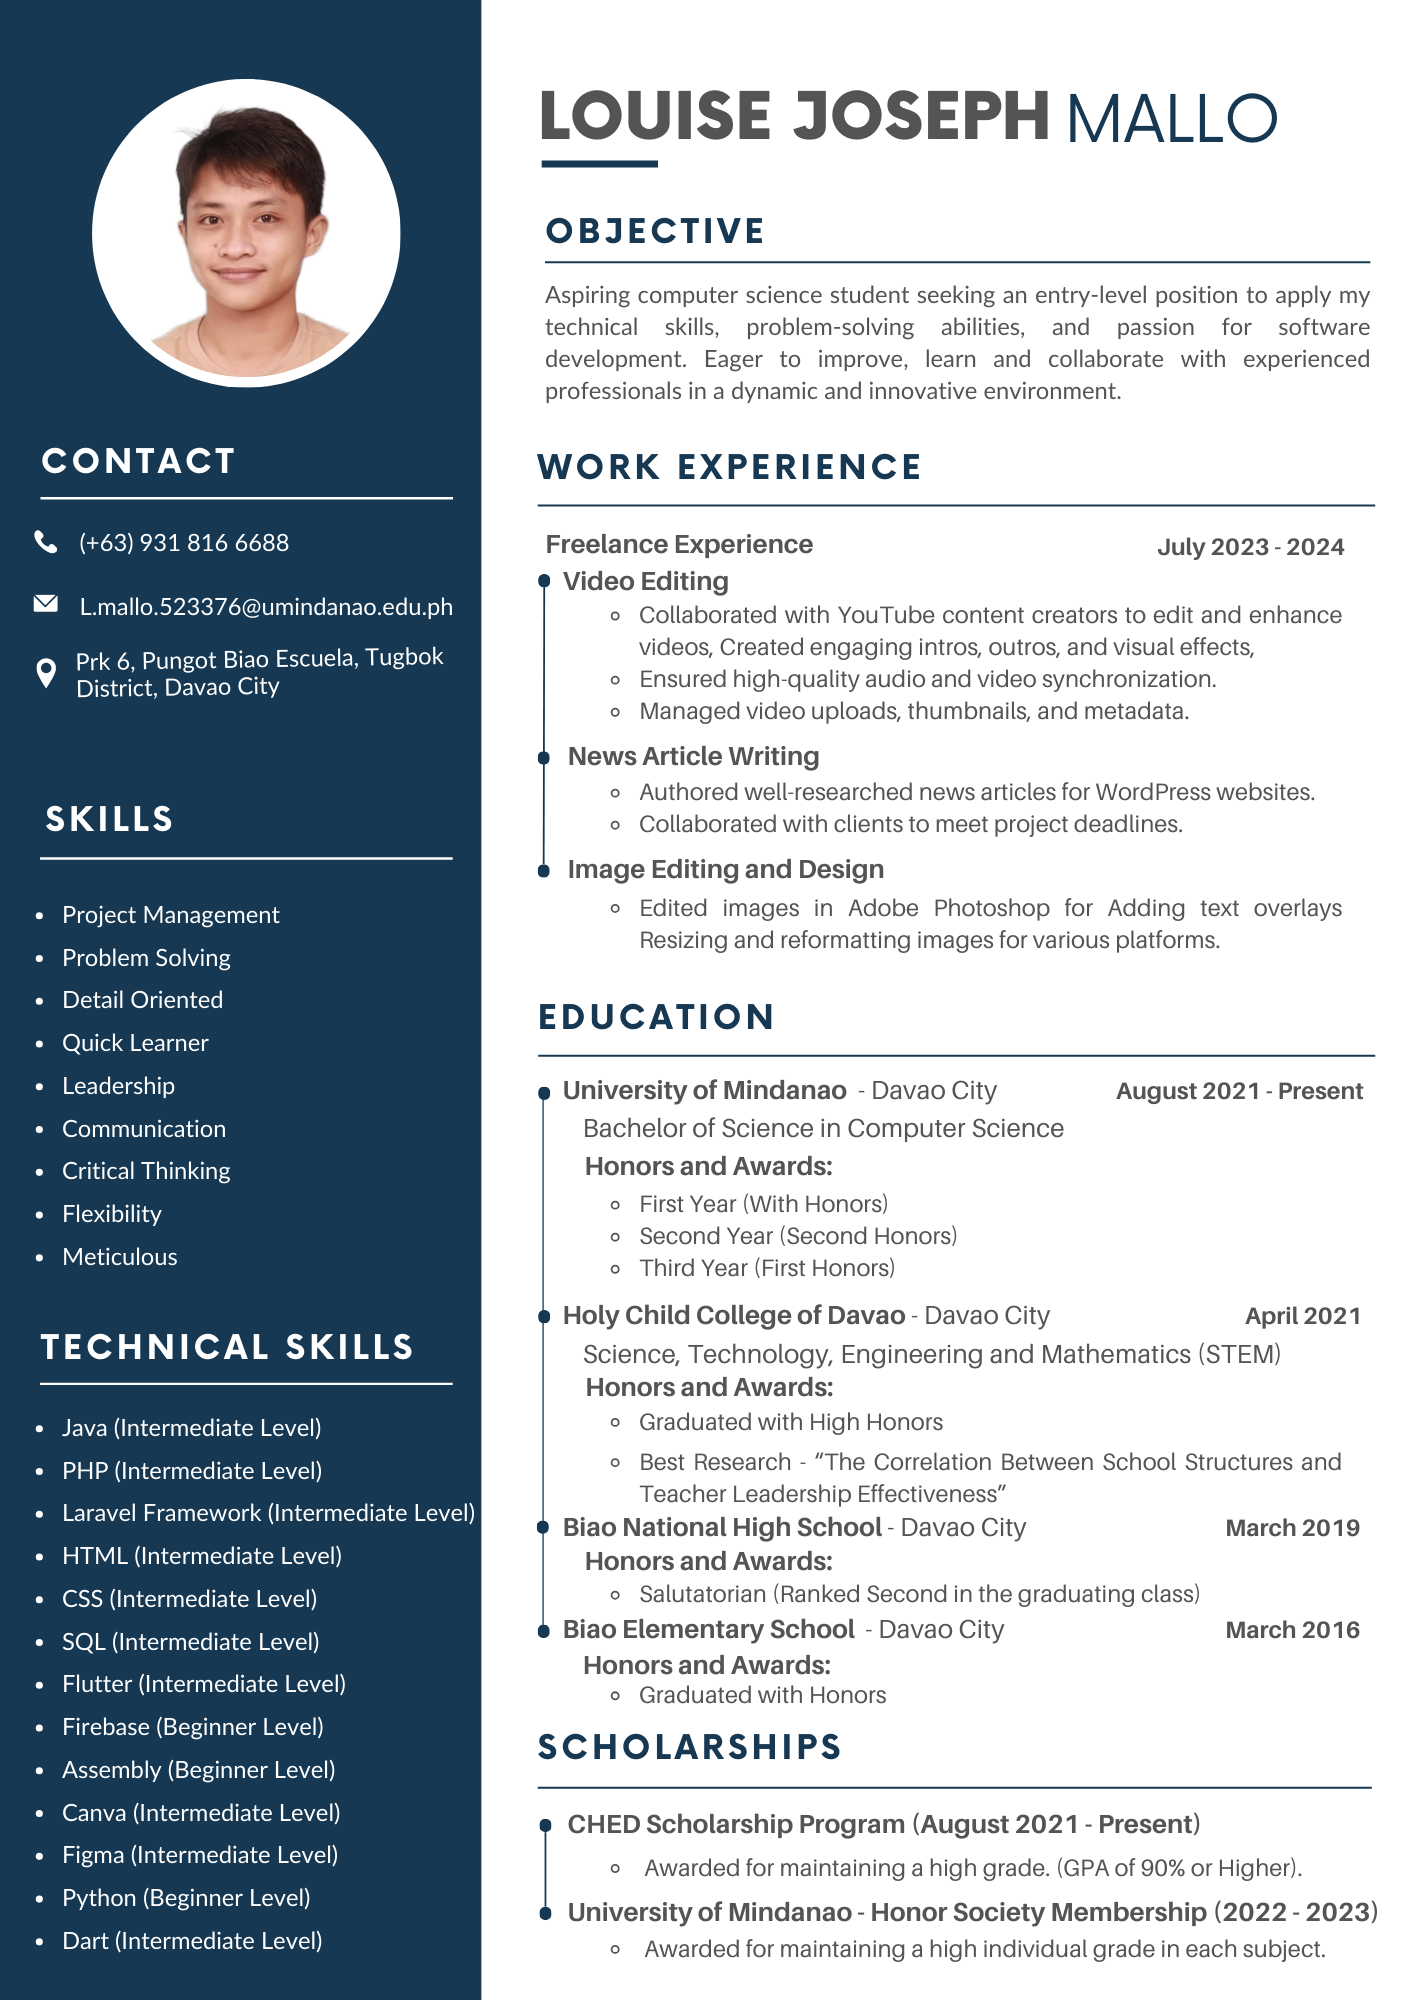 LOUISE JOSEPH MALLO
CONTACT
(+63) 931 816 6688
L.mallo.523376@umindanao.edu.ph
Prk 6, Pungot Biao Escuela, Tugbok
District, Davao City
SKILLS
• Project Management
• Problem Solving
• Detail Oriented
• Quick Learner
• Leadership
• Communication
• Critical Thinking
• Flexibility
• Meticulous
TECHNICAL SKILLS
• Java (Intermediate Level)
• PHP (Intermediate Level)
• Laravel Framework (Intermediate Level)
• HTML (Intermediate Level)
• CSS (Intermediate Level)
• SQL (Intermediate Level)
• Flutter (Intermediate Level)
• Firebase (Beginner Level)
• Assembly (Beginner Level)
• Canva (Intermediate Level)
• Figma (Intermediate Level)
• Python (Beginner Level)
• Dart (Intermediate Level)
OBJECTIVE
Aspiring computer science student seeking an entry-level position to apply my
technical skills, problem-solving abilities, and passion for software
development. Eager to improve, learn and collaborate with experienced
professionals in a dynamic and innovative environment.
WORK EXPERIENCE
Freelance Experience July 2023 - 2024
Video Editing
Collaborated with YouTube content creators to edit and enhance
videos, Created engaging intros, outros, and visual effects,
Ensured high-quality audio and video synchronization.
Managed video uploads, thumbnails, and metadata.
News Article Writing
Authored well-researched news articles for WordPress websites.
Collaborated with clients to meet project deadlines.
Image Editing and Design
Edited images in Adobe Photoshop for Adding text overlays
Resizing and reformatting images for various platforms.
EDUCATION
University of Mindanao - Davao City August 2021 - Present
Bachelor of Science in Computer Science
Honors and Awards:
First Year (With Honors)
Second Year (Second Honors)
Third Year (First Honors)
Holy Child College of Davao - Davao City April 2021
Science, Technology, Engineering and Mathematics (STEM)
Honors and Awards:
Graduated with High Honors
Best Research - “The Correlation Between School Structures and
Teacher Leadership Effectiveness”
Biao National High School - Davao City March 2019
Honors and Awards:
Salutatorian (Ranked Second in the graduating class)
Biao Elementary School - Davao City March 2016
Honors and Awards:
Graduated with Honors
SCHOLARSHIPS
CHED Scholarship Program (August 2021 - Present)
Awarded for maintaining a high grade. (GPA of 90% or Higher).
University of Mindanao - Honor Society Membership (2022 - 2023)
Awarded for maintaining a high individual grade in each subject.